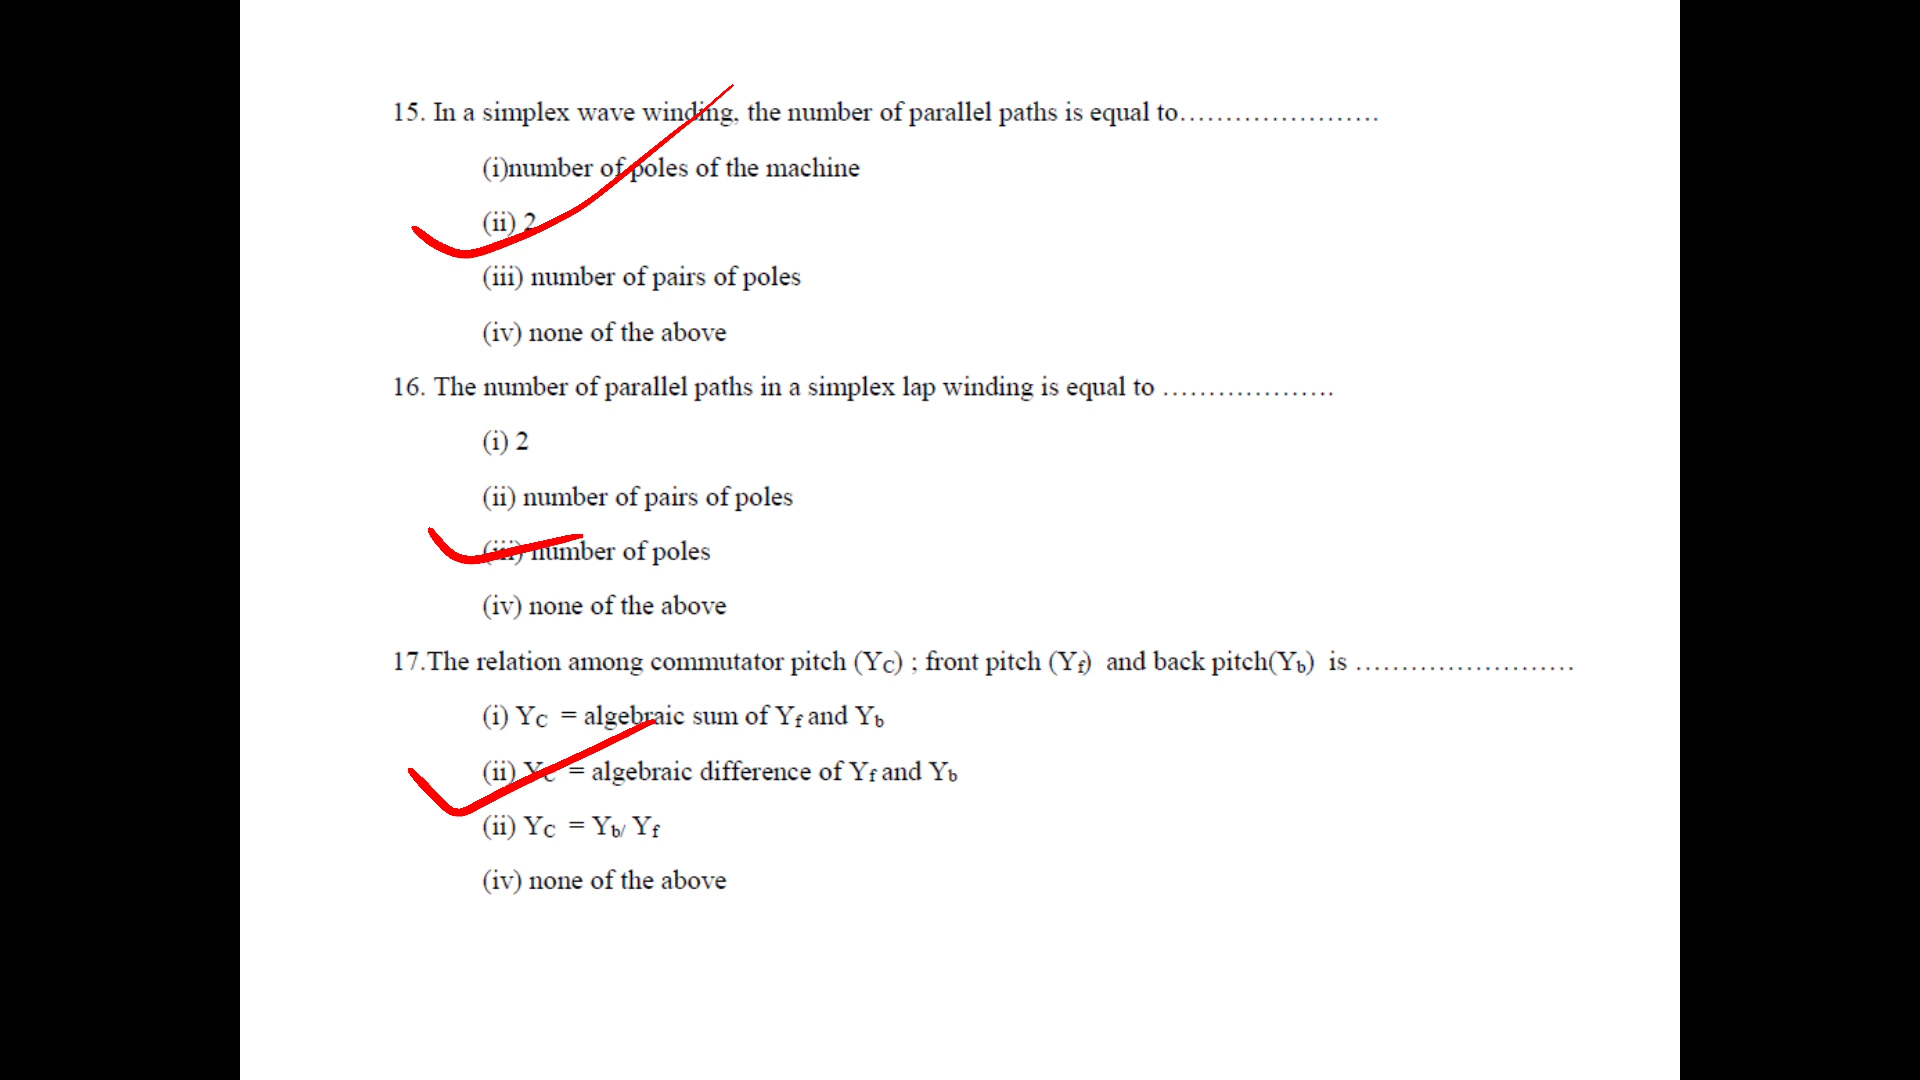 15. In a simplex wave winding, the number of parallel paths is equal to......................
(i)number of poles of the machine
(ii) 2
(iii) number of pairs of poles
(iv) none of the above
16. The number of parallel paths in a simplex lap winding is equal to ...................
(i) 2
(ii) number of pairs of poles
(iii) number of poles
(iv) none of the above
17.The relation among commutator pitch (YC) ; front pitch (Yf) and back pitch(Yb) is ........................
(i) YC = algebraic sum of Yf and Yb
(ii) YC = algebraic difference of Yf and Yb
(ii) YC = Yb/ Yf
(iv) none of the above